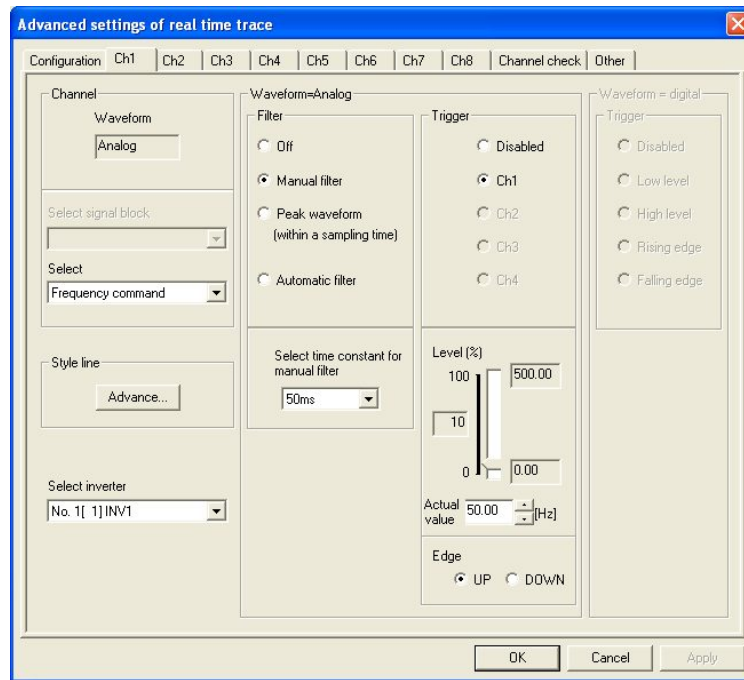 Advanced settings of real time trace
Configuration Ch1 Ch2 Ch3 Ch4 Ch5 Ch6 Ch7 Ch8 Channel check Other
Channel
Waveform
Analog
Select signal block
Select
Frequency command
Style line
Advance...
Select inverter
No. 1[ 1] INV1
Waveform=Analog
Filter
Off
Manual filter
Peak waveform
(within a sampling time)
Automatic filter
Select time constant for
manual filter
50ms
Trigger
Disabled
Ch1
Ch2
Ch3
Ch4
Level (%)
100
500.00
10
0
0.00
Actual
value
50.00
[Hz]
Edge
UP DOWN
Waveform = digital
Trigger
Disabled
Low level
High level
Rising edge
Falling edge
OK Cancel Apply